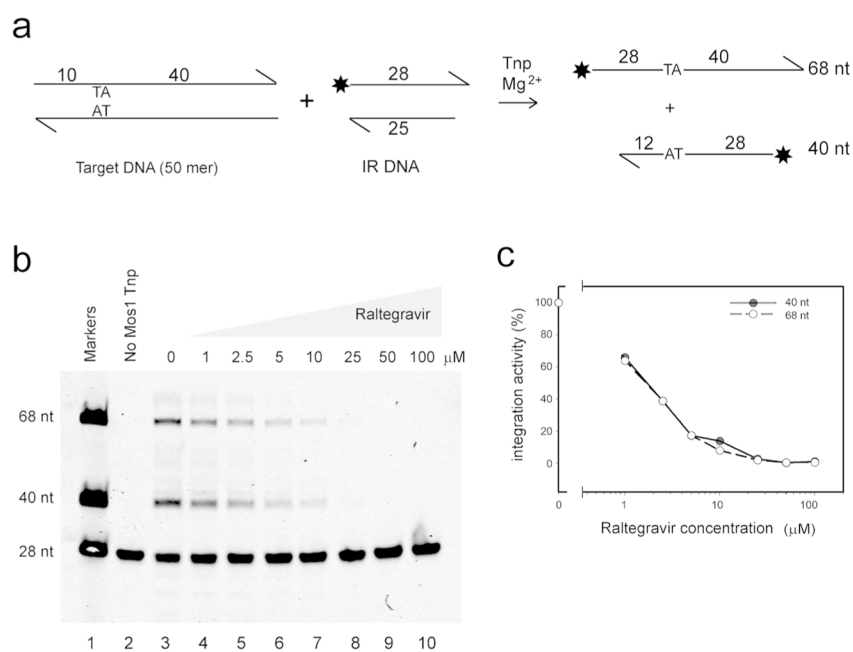 a
10 40
TA
AT
Target DNA (50 mer)
+
28
25
IR DNA
Tnp
Mg2+
28 TA 40 68 nt
+
12 AT 28 40 nt
b
Markers
No Mos1 Tnp
Raltegravir
0 1 2.5 5 10 25 50 100 μM
68 nt
40 nt
28 nt
1 2 3 4 5 6 7 8 9 10
c
integration activity (%)
100
80
60
40
20
0
40 nt
68 nt
0 1 10 100
Raltegravir concentration (μM)